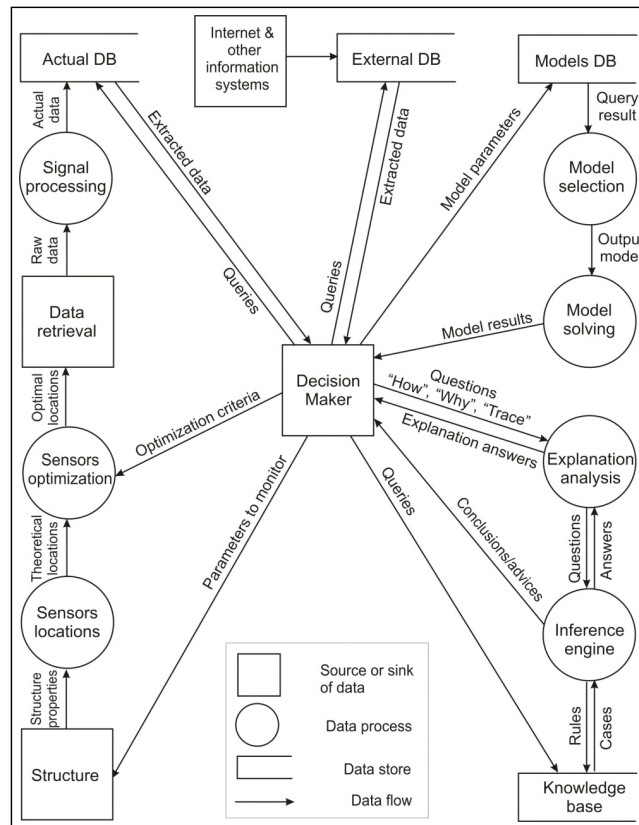 Actual DB
Internet &
other
information
systems
External DB
Models DB
Actual
data
Extracted data
Queries
Queries
Extracted data
Model parameters
Query
result
Signal
processing
Model
selection
Raw
data
Output
model
Data
retrieval
Model
solving
Model results
Optimal
locations
Decision
Maker
Questions
"How", "Why", "Trace"
Explanation answers
Optimization criteria
Sensors
optimization
Explanation
analysis
Theoretical
locations
Parameters to monitor
Queries
Conclusions/advices
Questions
Answers
Sensors
locations
Inference
engine
Structure
properties
Source or sink
of data
Data process
Data store
Data flow
Rules
Cases
Structure
Knowledge
base